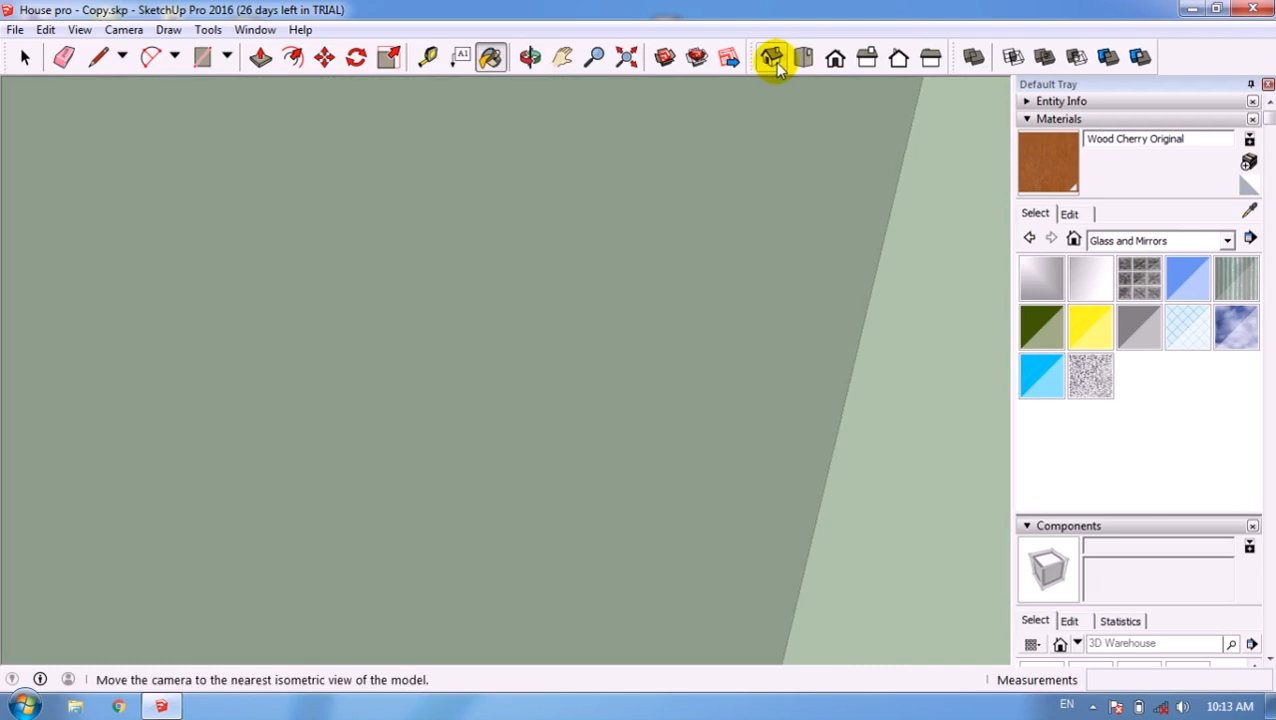 House pro - Copy.skp - SketchUp Pro 2016 (26 days left in TRIAL)
File Edit View Camera Draw Tools Window Help
A1
Default Tray
Entity Info
Materials
Wood Cherry Original
Select Edit
Glass and Mirrors
Components
Select Edit Statistics
3D Warehouse
Move the camera to the nearest isometric view of the model.
Measurements
EN
10:13 AM